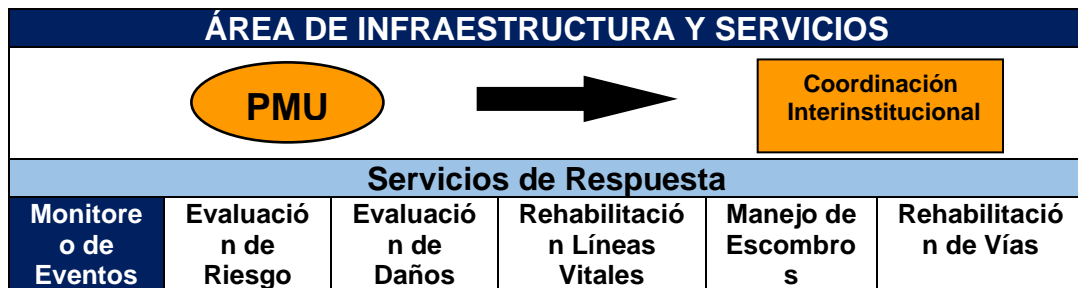 ÁREA DE INFRAESTRUCTURA Y SERVICIOS
PMU
Coordinación
Interinstitucional
Servicios de Respuesta
Monitore
o de
Eventos
Evaluació
n de
Riesgo
Evaluació
n de
Daños
Rehabilitació
n Líneas
Vitales
Manejo de
Escombro
s
Rehabilitació
n de Vías